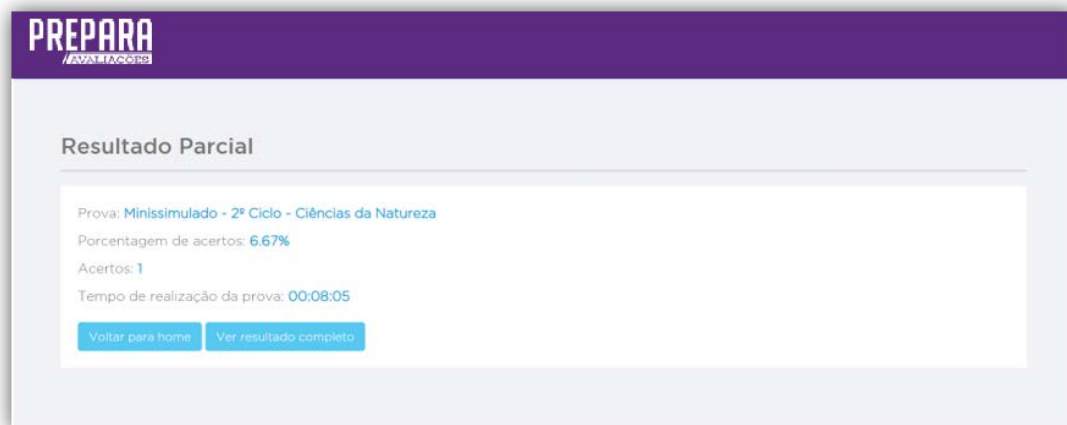 PREPARA
AVALIAÇÕES
Resultado Parcial
Prova: Minissimulado - 2º Ciclo - Ciências da Natureza
Porcentagem de acertos: 6.67%
Acertos: 1
Tempo de realização da prova: 00:08:05
Voltar para home Ver resultado completo